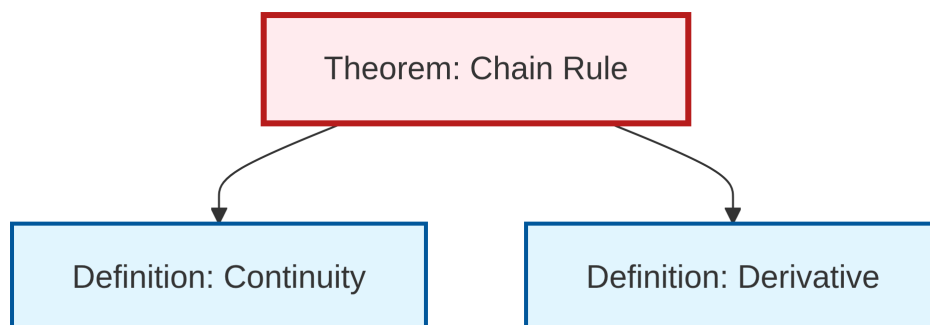 Theorem: Chain Rule
Definition: Continuity
Definition: Derivative